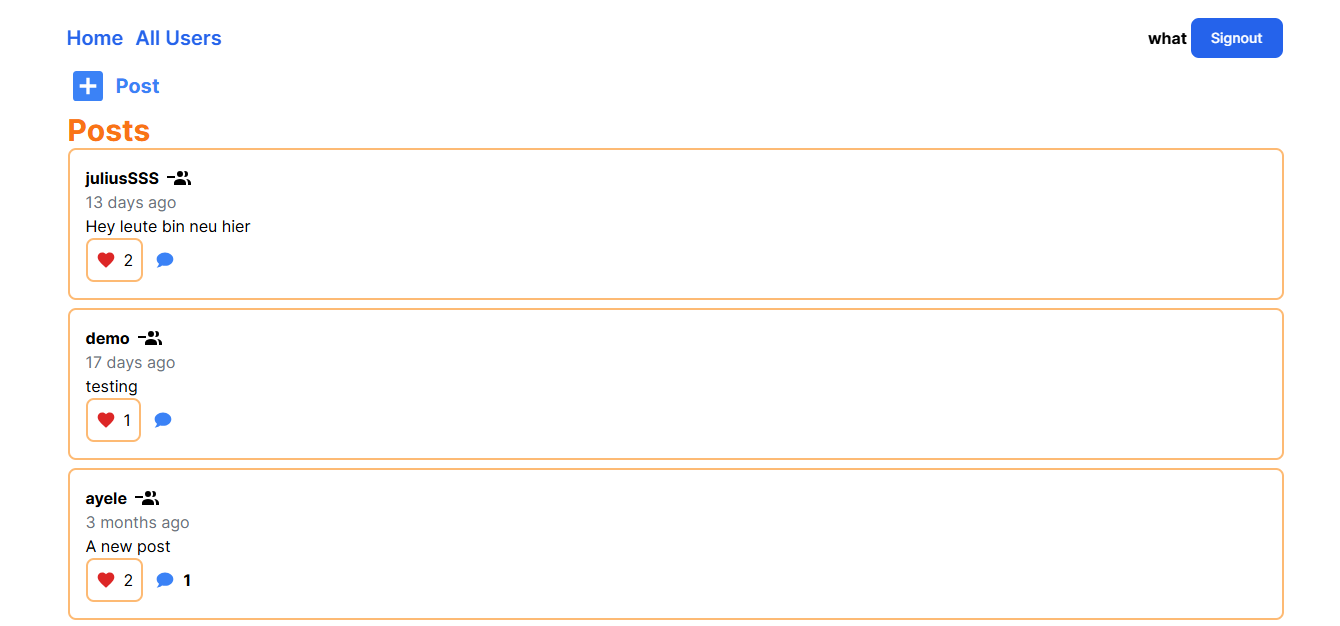 Home All Users what Signout
Post
Posts
juliusSSS
13 days ago
Hey leute bin neu hier
2
demo
17 days ago
testing
1
ayele
3 months ago
A new post
2 1